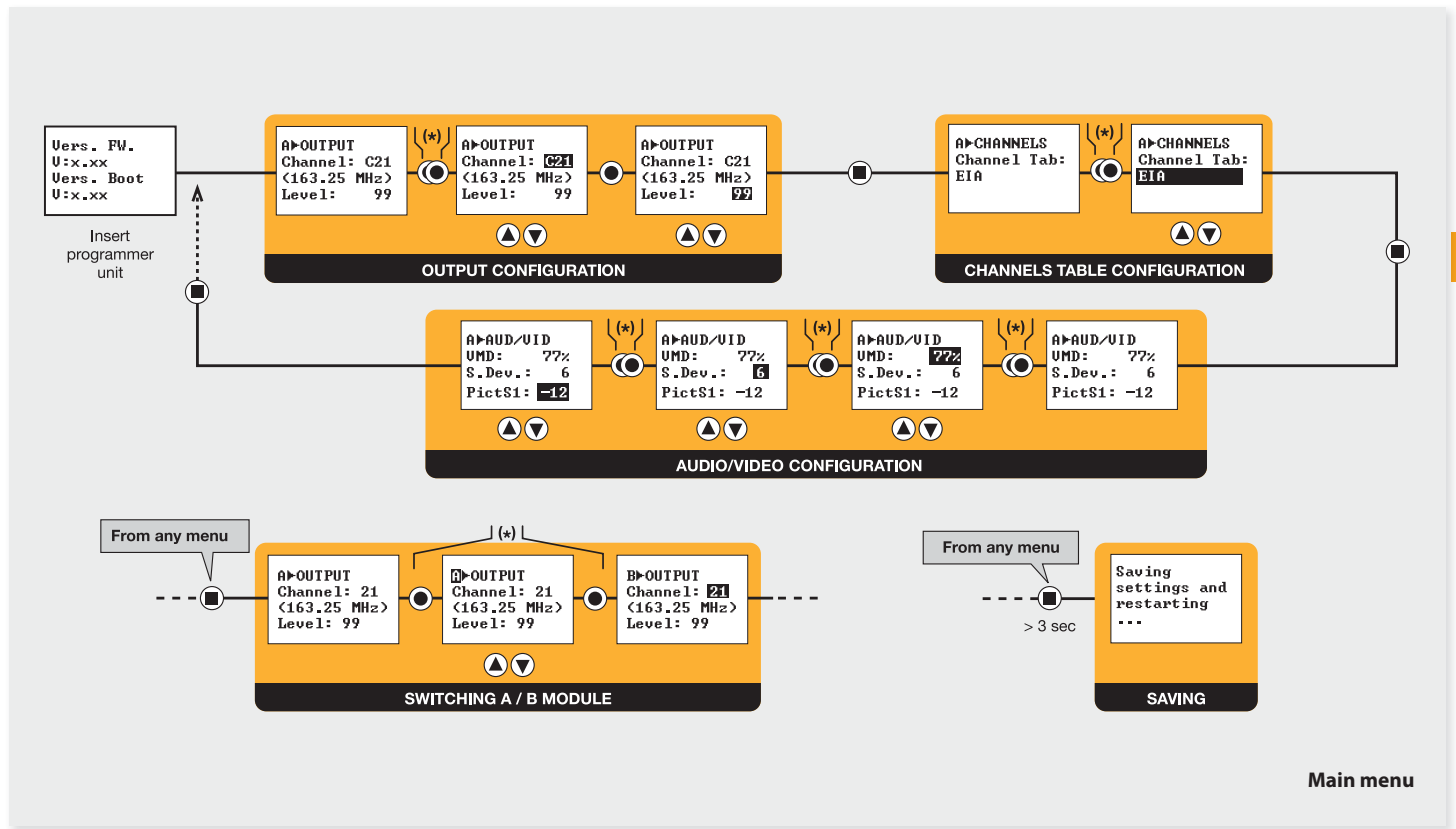 Vers. FW.
V:x.xx
Vers. Boot
V:x.xx
Insert
programmer
unit
A▶OUTPUT
Channel: C21
(163.25 MHz)
Level: 99
(*)
A▶OUTPUT
Channel: C21
(163.25 MHz)
Level: 99
A▶OUTPUT
Channel: C21
(163.25 MHz)
Level: 99
OUTPUT CONFIGURATION
A▶CHANNELS
Channel Tab:
EIA
(*)
A▶CHANNELS
Channel Tab:
EIA
CHANNELS TABLE CONFIGURATION
A▶AUD/VID
VMD: 77%
S.Dev.: 6
PictS1: -12
(*)
A▶AUD/VID
VMD: 77%
S.Dev.: 6
PictS1: -12
(*)
A▶AUD/VID
VMD: 77%
S.Dev.: 6
PictS1: -12
(*)
A▶AUD/VID
VMD: 77%
S.Dev.: 6
PictS1: -12
AUDIO/VIDEO CONFIGURATION
From any menu
(*)
A▶OUTPUT
Channel: 21
(163.25 MHz)
Level: 99
A▶OUTPUT
Channel: 21
(163.25 MHz)
Level: 99
B▶OUTPUT
Channel: 21
(163.25 MHz)
Level: 99
SWITCHING A / B MODULE
From any menu
> 3 sec
Saving
settings and
restarting
...
SAVING
Main menu